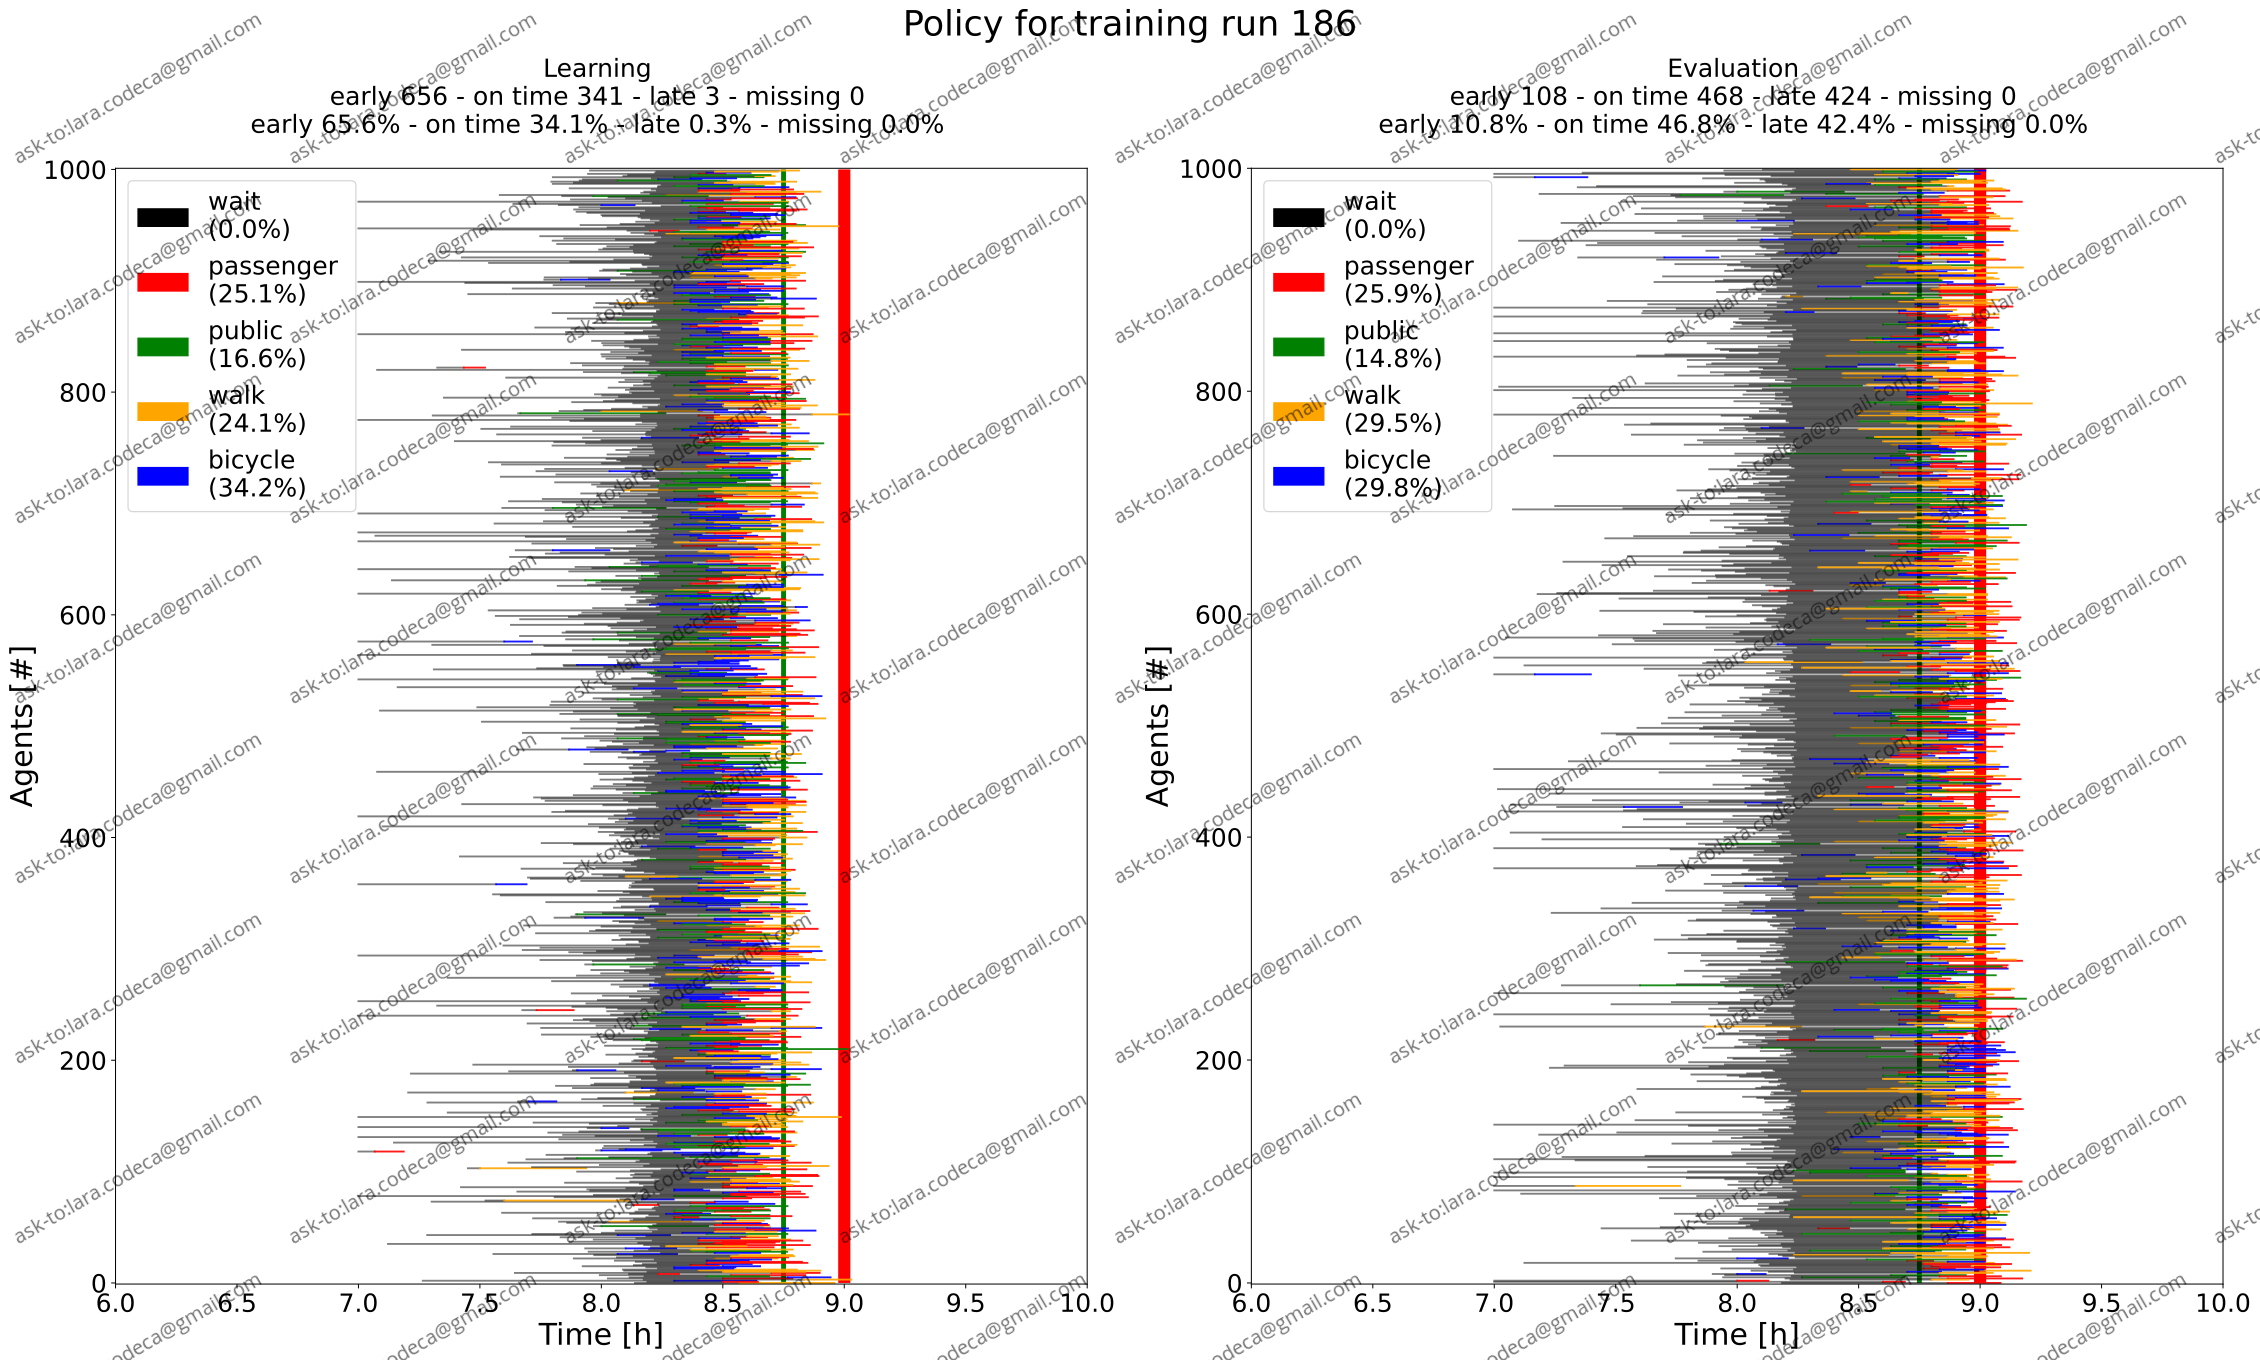 Policy for training run 186
Learning
early 656 - on time 341 - late 3 - missing 0
early 65.6% - on time 34.1% - late 0.3% - missing 0.0%
1000
800
600
400
200
0
Agents [#]
wait
(0.0%)
passenger
(25.1%)
public
(16.6%)
walk
(24.1%)
bicycle
(34.2%)
6.0 6.5 7.0 7.5 8.0 8.5 9.0 9.5 10.0
Time [h]
Evaluation
early 108 - on time 468 - late 424 - missing 0
early 10.8% - on time 46.8% - late 42.4% - missing 0.0%
1000
800
600
400
200
0
Agents [#]
wait
(0.0%)
passenger
(25.9%)
public
(14.8%)
walk
(29.5%)
bicycle
(29.8%)
6.0 6.5 7.0 7.5 8.0 8.5 9.0 9.5 10.0
Time [h]
ask-to:lara.codeca@gmail.com